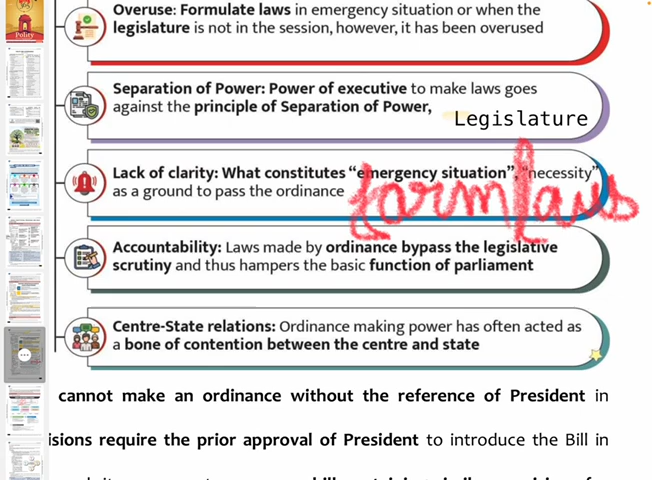 Polity
Overuse: Formulate laws in emergency situation or when the
legislature is not in the session, however, it has been overused
Separation of Power: Power of executive to make laws goes
against the principle of Separation of Power,
Legislature
Lack of clarity: What constitutes “emergency situation”, “necessity”
as a ground to pass the ordinance
farm laws
Accountability: Laws made by ordinance bypass the legislative
scrutiny and thus hampers the basic function of parliament
Centre-State relations: Ordinance making power has often acted as
a bone of contention between the centre and state
cannot make an ordinance without the reference of President in
isions require the prior approval of President to introduce the Bill in